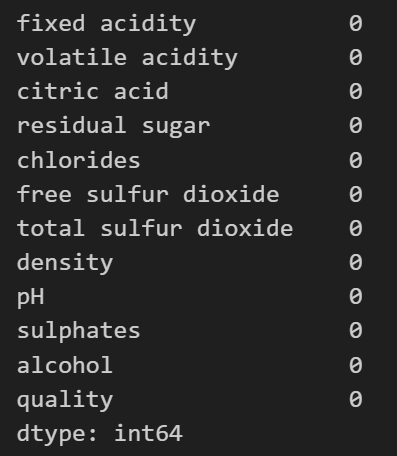 fixed acidity 0
volatile acidity 0
citric acid 0
residual sugar 0
chlorides 0
free sulfur dioxide 0
total sulfur dioxide 0
density 0
pH 0
sulphates 0
alcohol 0
quality 0
dtype: int64